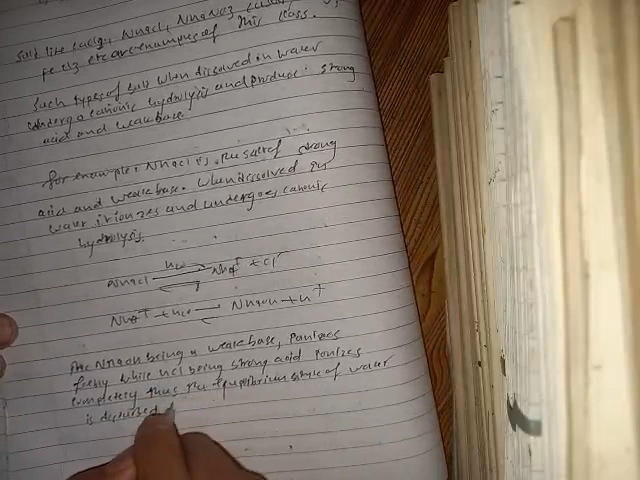 salt like CuSO4, NH4Cl, NH4NO3
FeCl3 etc are examples of this class.
Such types of salt when dissolved in water
undergo cationic hydrolysis and produce strong
acid and weak base.
for example: NH4Cl is the salt of strong
acid and weak base. When dissolved in
water it ionizes and undergoes cationic
hydrolysis.
NH4Cl ⇌ NH4+ + Cl-
NH4+ + H2O ⇌ NH4OH + H+
The NH4OH being a weak base, Ionizes
while HCl being strong acid Ionizes
completely thus the equilibrium state of water
is disturbed